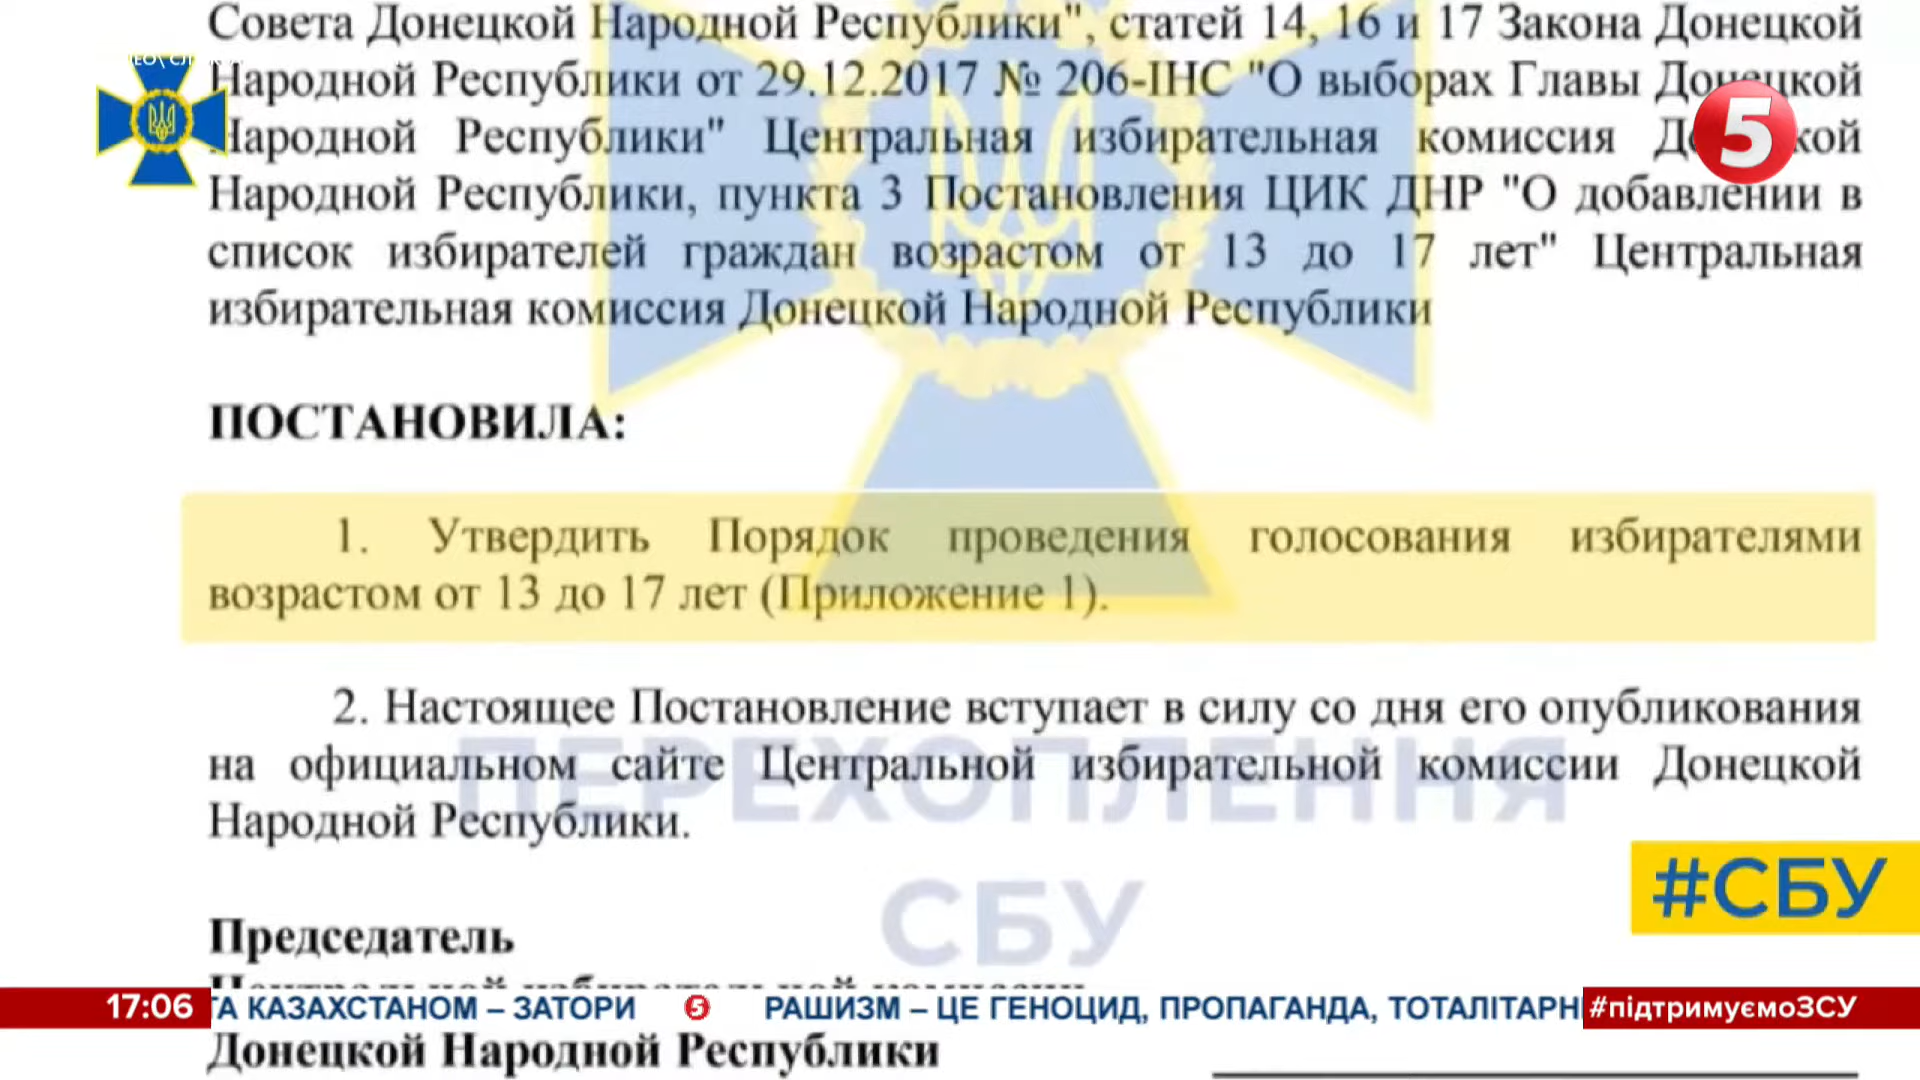 Совета Донецкой Народной Республики", статей 14, 16 и 17 Закона Донецкой
Народной Республики от 29.12.2017 № 206-IНС "О выборах Главы Донецкой
Народной Республики" Центральная избирательная комиссия Донецкой
5
Народной Республики, пункта 3 Постановления ЦИК ДНР "О добавлении в
список избирателей граждан возрастом от 13 до 17 лет" Центральная
избирательная комиссия Донецкой Народной Республики
ПОСТАНОВИЛА:
1. Утвердить Порядок проведения голосования избирателями
возрастом от 13 до 17 лет (Приложение 1).
2. Настоящее Постановление вступает в силу со дня его опубликования
на официальном сайте Центральной избирательной комиссии Донецкой
Народной Республики.
ПЕРЕХОПЛЕННЯ
СБУ
#СБУ
Председатель
17:06 ТА КАЗАХСТАНОМ – ЗАТОРИ 5 РАШИЗМ – ЦЕ ГЕНОЦИД, ПРОПАГАНДА, #підтримуємоЗСУ
Донецкой Народной Республики